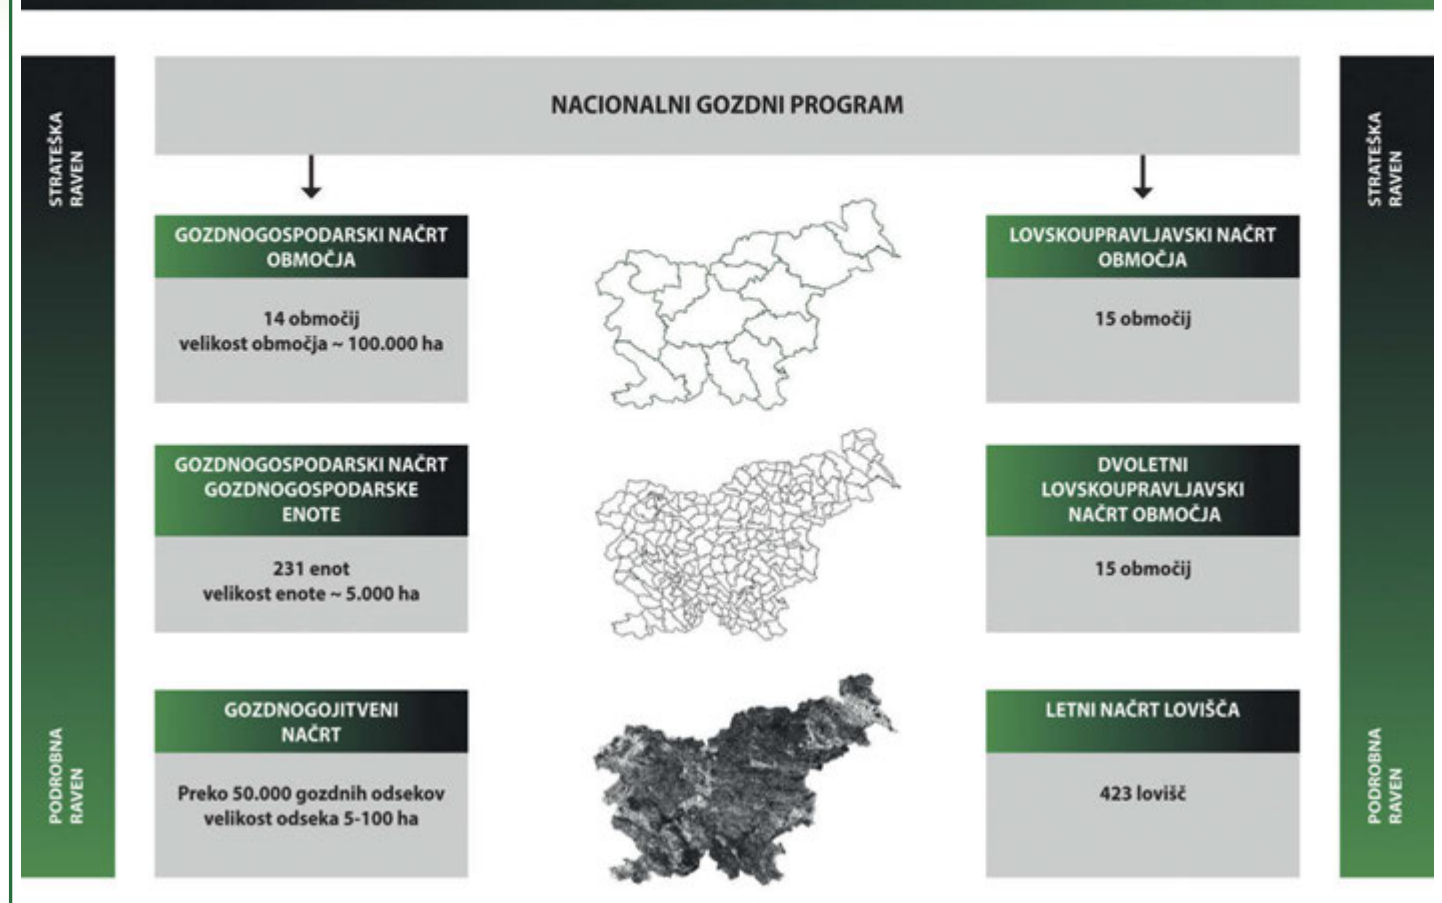 NACIONALNI GOZDNI PROGRAM
STRATEŠKA
RAVEN
STRATEŠKA
RAVEN
GOZDNOGOSPODARSKI NAČRT
OBMOČJA
14 območij
velikost območja ~ 100.000 ha
LOVSKOUPRAVLJAVSKI NAČRT
OBMOČJA
15 območij
GOZDNOGOSPODARSKI NAČRT
GOZDNOGOSPODARSKE
ENOTE
231 enot
velikost enote ~ 5.000 ha
DVOLETNI
LOVSKOUPRAVLJAVSKI
NAČRT OBMOČJA
15 območij
GOZDNOGOJITVENI
NAČRT
Preko 50.000 gozdnih odsekov
velikost odseka 5-100 ha
LETNI NAČRT LOVIŠČA
423 lovišč
PODROBNA
RAVEN
PODROBNA
RAVEN